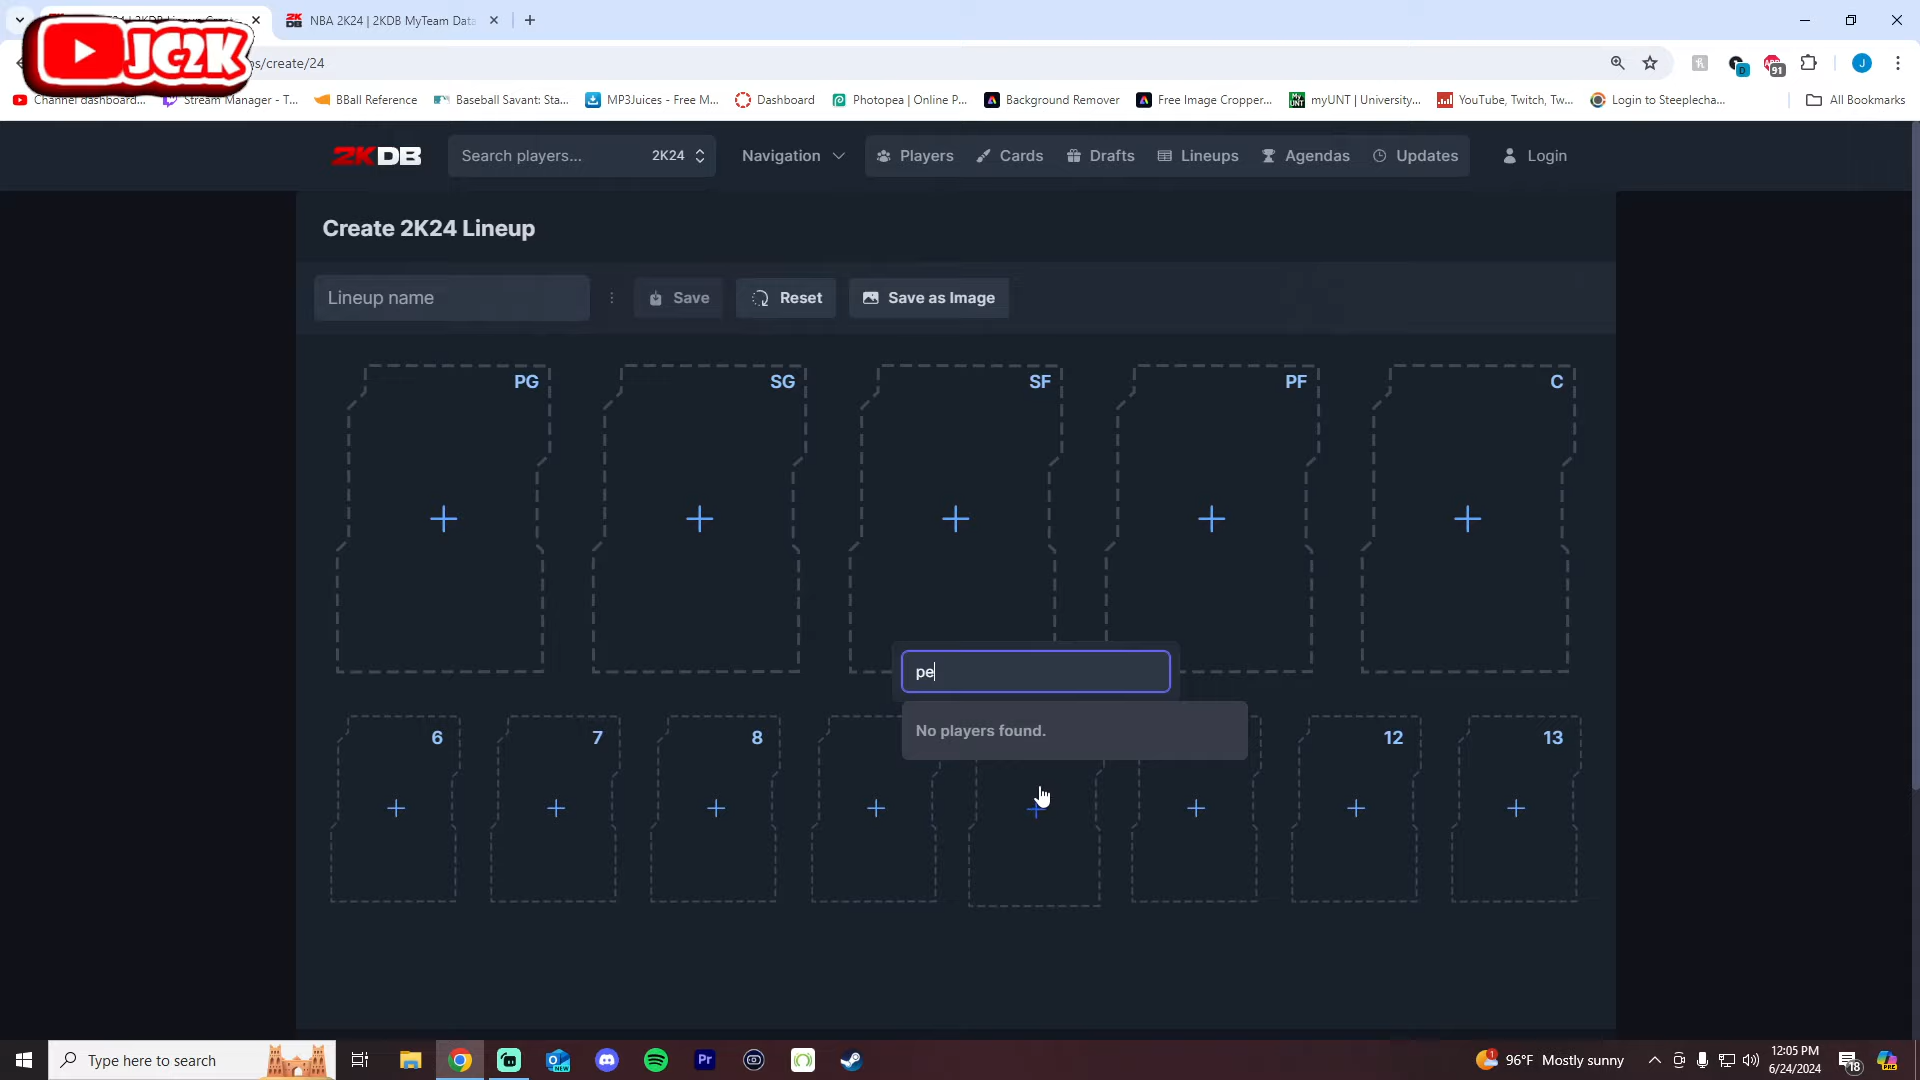 NBA 2K24 | 2KDB MyTeam Data
JC2K
s/create/24
Channel dashboard...
Stream Manager - T...
BBall Reference
Baseball Savant: Sta...
MP3Juices - Free M...
Dashboard
Photopea | Online P...
Background Remover
Free Image Cropper...
myUNT | University...
YouTube, Twitch, Tw...
Login to Steeplecha...
All Bookmarks
91
2KDB
Search players...
2K24
Navigation
Players
Cards
Drafts
Lineups
Agendas
Updates
Login
Create 2K24 Lineup
Lineup name
Save
Reset
Save as Image
PG
SG
SF
PF
C
pe
No players found.
6
7
8
12
13
Type here to search
96°F Mostly sunny
12:05 PM
6/24/2024
18